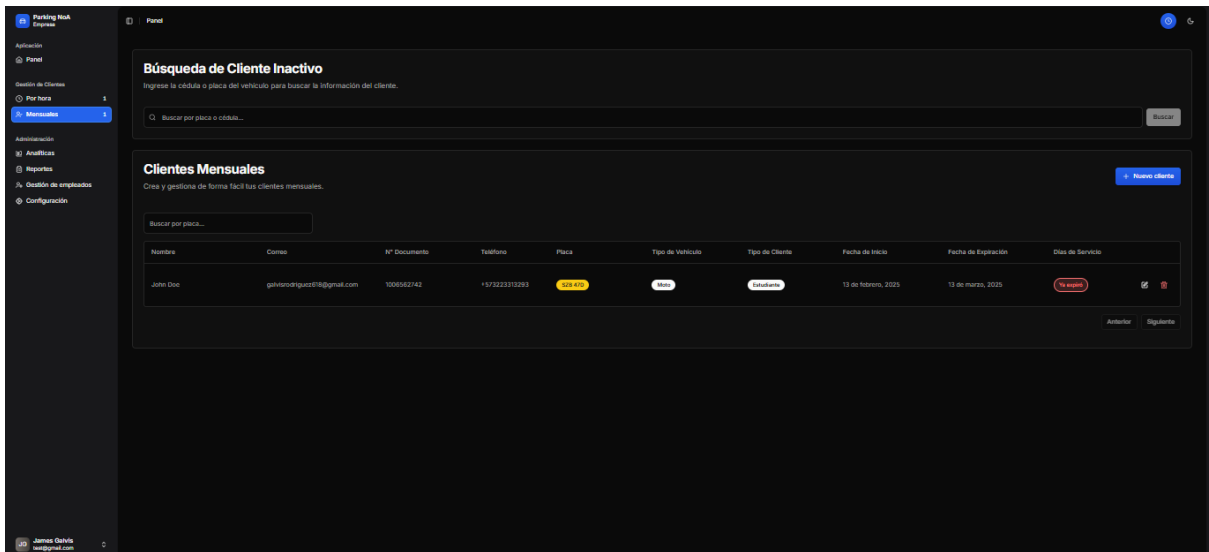 Parking NoA
Empresa
Panel
Aplicación
Panel
Gestión de Clientes
Por hora 1
Mensuales 1
Administración
Analíticas
Reportes
Gestión de empleados
Configuración
Búsqueda de Cliente Inactivo
Ingrese la cédula o placa del vehículo para buscar la información del cliente.
Buscar por placa o cédula... Buscar
Clientes Mensuales
Crea y gestiona de forma fácil tus clientes mensuales.
+ Nuevo cliente
Buscar por placa...
Nombre Correo N° Documento Teléfono Placa Tipo de Vehículo Tipo de Cliente Fecha de Inicio Fecha de Expiración Días de Servicio
John Doe galvisrodriguez618@gmail.com 1006562742 +573223313293 SZS 47D Moto Estudiante 13 de febrero, 2025 13 de marzo, 2025 Ya expiró
Anterior Siguiente
JG James Galvis
test@gmail.com